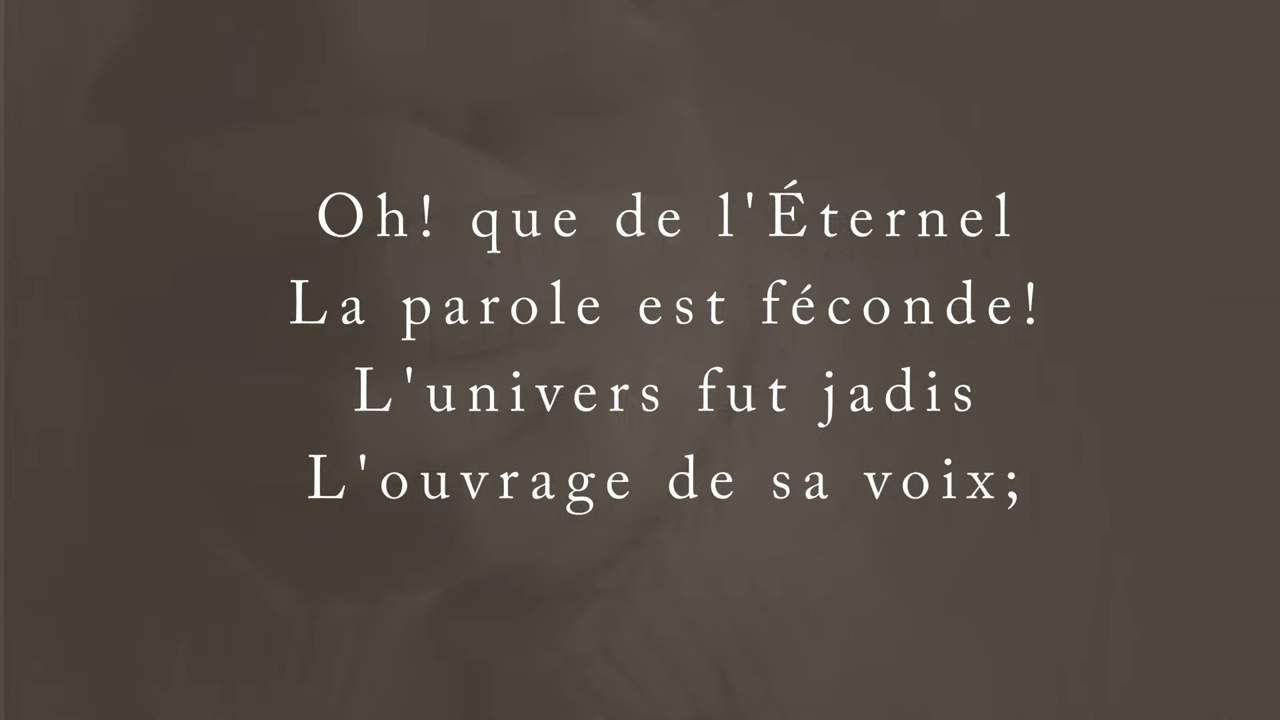 Oh! que de l'Éternel
La parole est féconde!
L'univers fut jadis
L'ouvrage de sa voix;